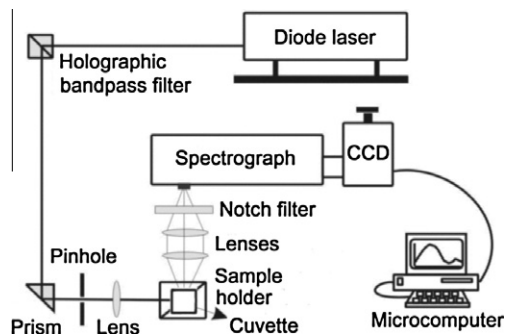 Diode laser
Holographic
bandpass filter
Spectrograph
CCD
Notch filter
Lenses
Pinhole
Sample
holder
Prism
Lens
Cuvette
Microcomputer